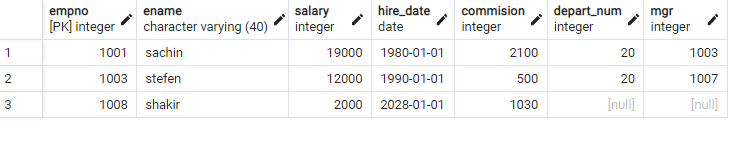 empno ename salary hire_date commision depart_num mgr
[PK] integer character varying (40) integer date integer integer integer
1 1001 sachin 19000 1980-01-01 2100 20 1003
2 1003 stefen 12000 1990-01-01 500 20 1007
3 1008 shakir 2000 2028-01-01 1030 [null] [null]